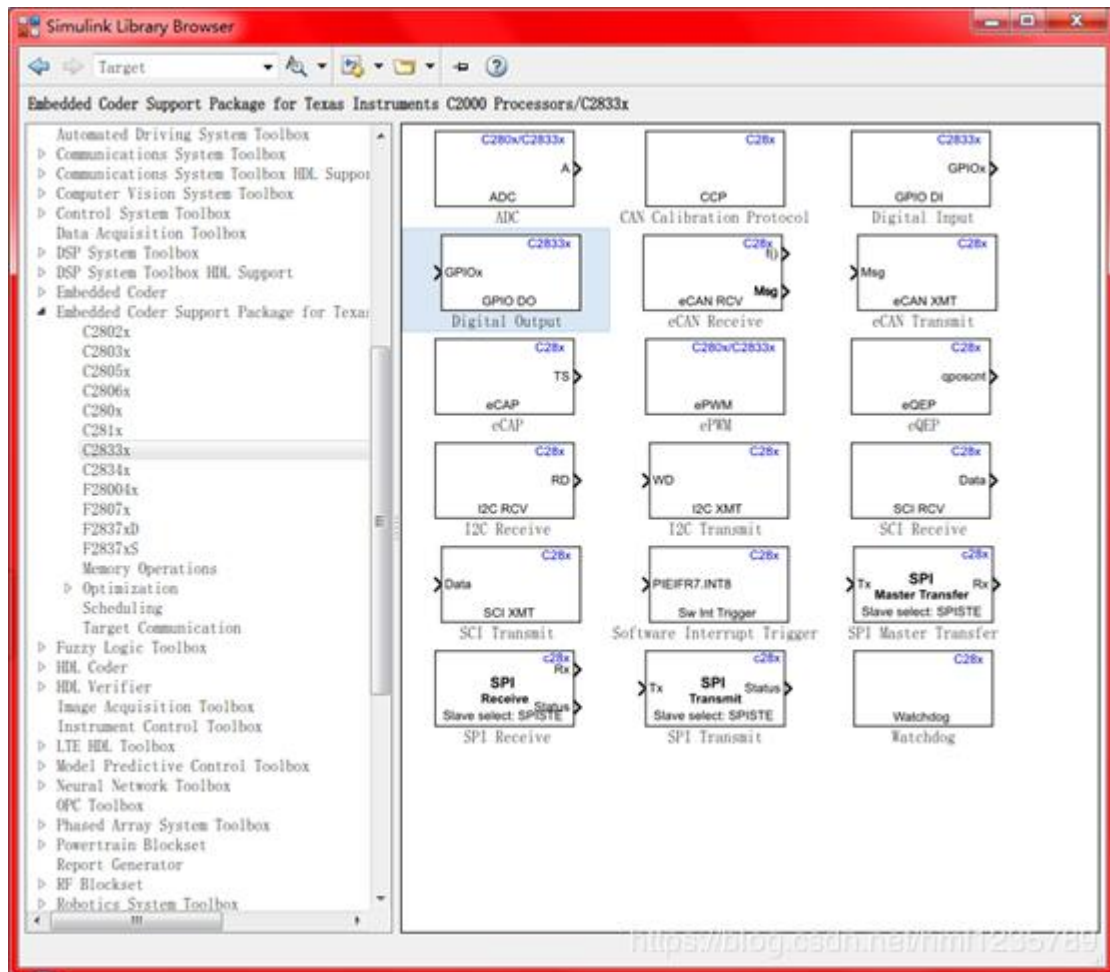 Simulink Library Browser
Target
Embedded Coder Support Package for Texas Instruments C2000 Processors/C2833x
Automated Driving System Toolbox
Communications System Toolbox
Communications System Toolbox HDL Suppor
Computer Vision System Toolbox
Control System Toolbox
Data Acquisition Toolbox
DSP System Toolbox
DSP System Toolbox HDL Support
Embedded Coder
Embedded Coder Support Package for Texas
C2802x
C2803x
C2805x
C2806x
C280x
C281x
C2833x
C2834x
F28004x
F2807x
F2837xD
F2837xS
Memory Operations
Optimization
Scheduling
Target Communication
Fuzzy Logic Toolbox
HDL Coder
HDL Verifier
Image Acquisition Toolbox
Instrument Control Toolbox
LTE HDL Toolbox
Model Predictive Control Toolbox
Neural Network Toolbox
OPC Toolbox
Phased Array System Toolbox
Powertrain Blockset
Report Generator
RF Blockset
Robotics System Toolbox
C280x/C2833x
A
ADC
ADC
C28x
CCP
CAN Calibration Protocol
C2833x
GPIOx
GPIO DI
Digital Input
C2833x
GPIOx
GPIO DO
Digital Output
C28x
f()
Msg
eCAN RCV
eCAN Receive
C28x
Msg
eCAN XMT
eCAN Transmit
C28x
TS
eCAP
eCAP
C280x/C2833x
ePWM
ePWM
C28x
qposcnt
eQEP
eQEP
C28x
RD
I2C RCV
I2C Receive
C28x
WD
I2C XMT
I2C Transmit
C28x
Data
SCI RCV
SCI Receive
C28x
Data
SCI XMT
SCI Transmit
C28x
PIEIFR7.INT8
Sw Int Trigger
Software Interrupt Trigger
c28x
Tx SPI Rx
Master Transfer
Slave select: SPISTE
SPI Master Transfer
c28x
Rx
SPI
Receive
Status
Slave select: SPISTE
SPI Receive
c28x
Tx SPI Status
Transmit
Slave select: SPISTE
SPI Transmit
C28x
Watchdog
Watchdog